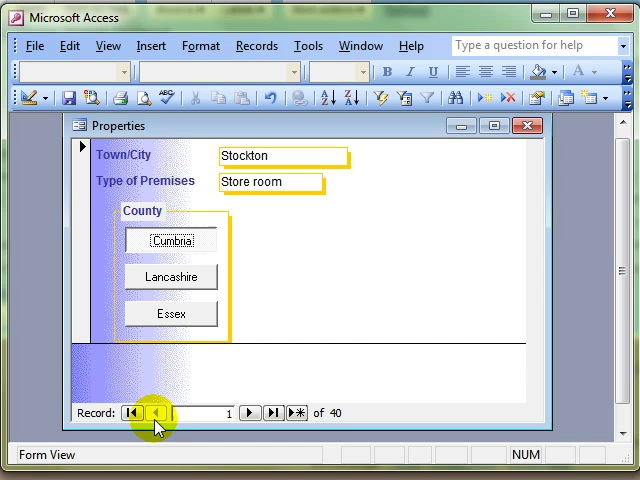 Microsoft Access
File Edit View Insert Format Records Tools Window Help Type a question for help
B I U A
ABC A Z Z A
Properties
Town/City Stockton
Type of Premises Store room
County
Cumbria
Lancashire
Essex
Record: 1 of 40
Form View NUM